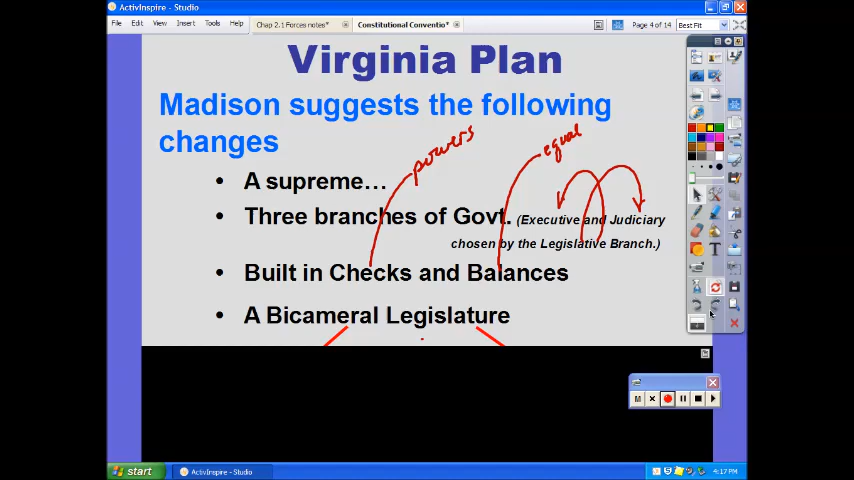 ActivInspire - Studio
File Edit View Insert Tools Help
Chap 2.1 Forces notes*
Constitutional Conventio*
Page 4 of 14
Best Fit
Virginia Plan
Madison suggests the following
changes
powers
equal
• A supreme…
• Three branches of Govt. (Executive and Judiciary
chosen by the Legislative Branch.)
• Built in Checks and Balances
• A Bicameral Legislature
M
start
ActivInspire - Studio
4:17 PM